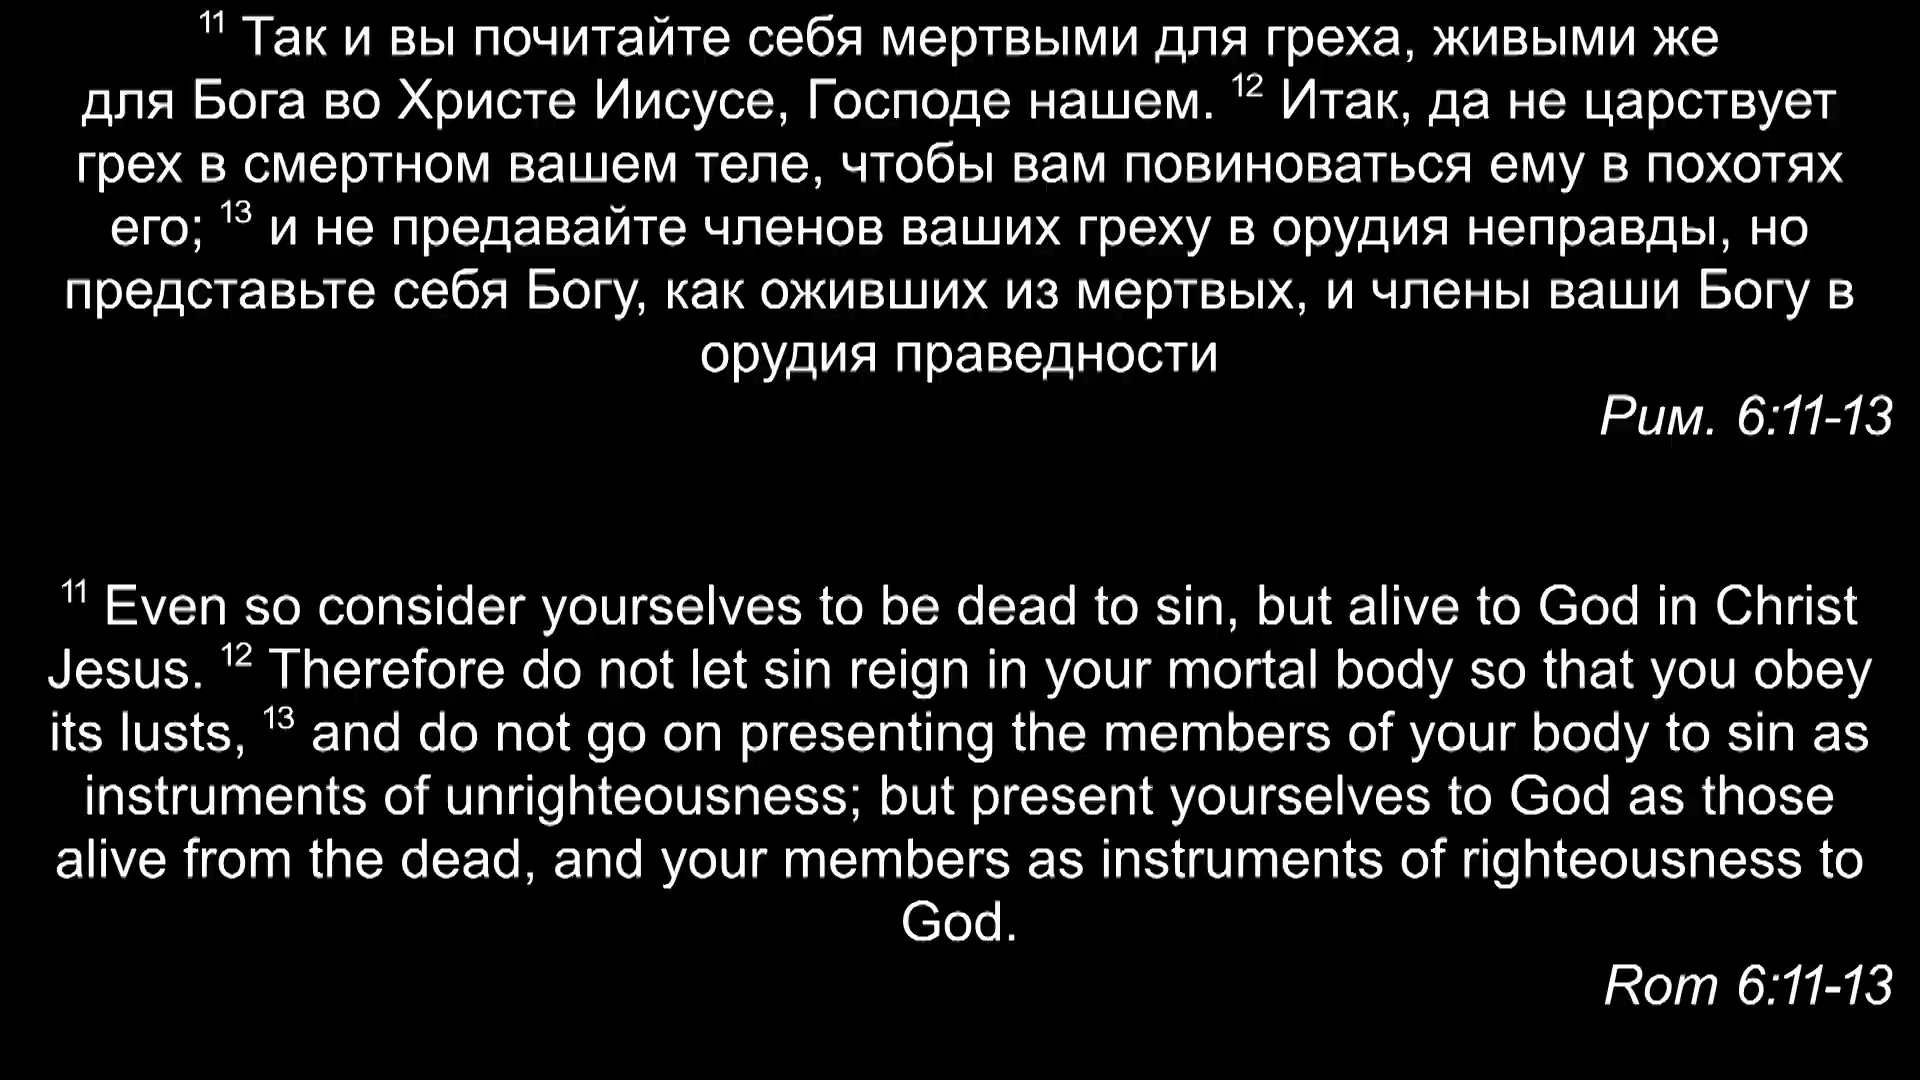 11 Так и вы почитайте себя мертвыми для греха, живыми же
для Бога во Христе Иисусе, Господе нашем. 12 Итак, да не царствует
грех в смертном вашем теле, чтобы вам повиноваться ему в похотях
его; 13 и не предавайте членов ваших греху в орудия неправды, но
представьте себя Богу, как оживших из мертвых, и члены ваши Богу в
орудия праведности
Рим. 6:11-13
11 Even so consider yourselves to be dead to sin, but alive to God in Christ
Jesus. 12 Therefore do not let sin reign in your mortal body so that you obey
its lusts, 13 and do not go on presenting the members of your body to sin as
instruments of unrighteousness; but present yourselves to God as those
alive from the dead, and your members as instruments of righteousness to
God.
Rom 6:11-13